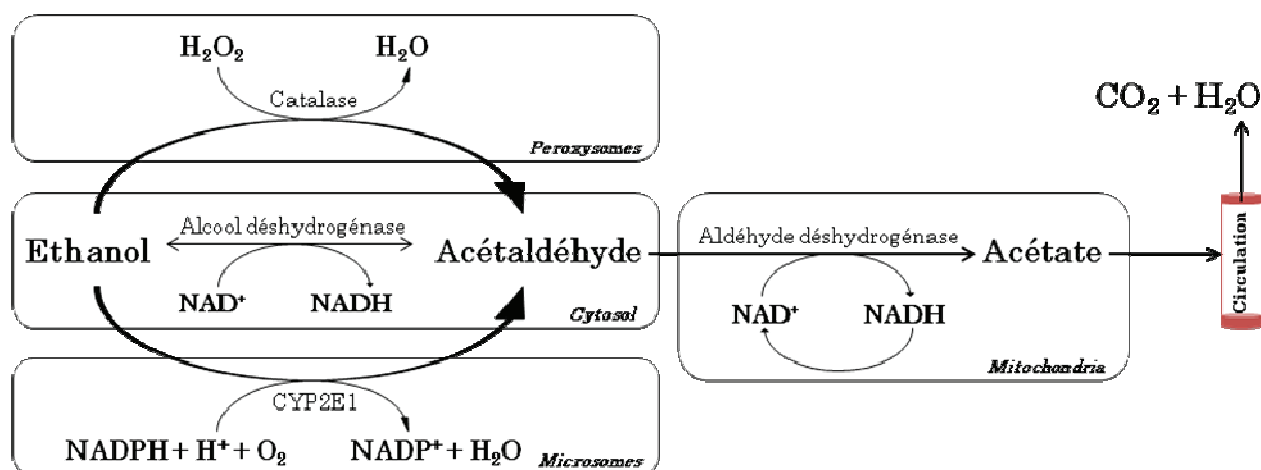 H₂O₂ H₂O
Catalase
Peroxysomes
CO₂ + H₂O
Alcool déshydrogénase
Ethanol Acétaldéhyde
NAD⁺ NADH
Cytosol
Aldéhyde déshydrogénase
Acétate
NAD⁺ NADH
Mitochondria
Circulation
CYP2E1
NADPH + H⁺ + O₂ NADP⁺ + H₂O
Microsomes